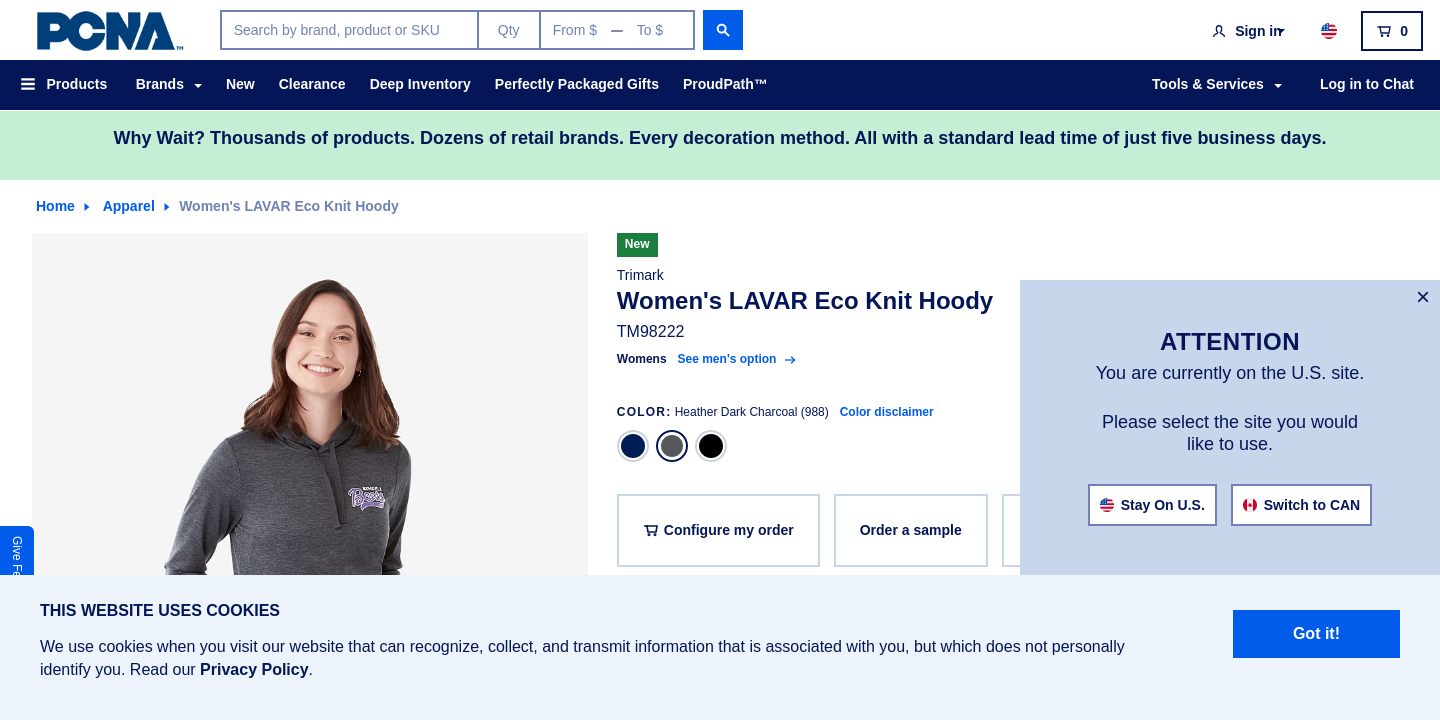 PCNA™
Search by brand, product or SKU
Qty
From $
To $
Sign in
0
Products
Brands
New
Clearance
Deep Inventory
Perfectly Packaged Gifts
ProudPath™
Tools & Services
Log in to Chat
Why Wait? Thousands of products. Dozens of retail brands. Every decoration method. All with a standard lead time of just five business days.
Home
Apparel
Women's LAVAR Eco Knit Hoody
New
Trimark
Women's LAVAR Eco Knit Hoody
TM98222
Womens See men's option
COLOR: Heather Dark Charcoal (988) Color disclaimer
Configure my order
Order a sample
×
ATTENTION
You are currently on the U.S. site.
Please select the site you would
like to use.
Stay On U.S.
Switch to CAN
Give
THIS WEBSITE USES COOKIES
We use cookies when you visit our website that can recognize, collect, and transmit information that is associated with you, but which does not personally
identify you. Read our Privacy Policy.
Got it!